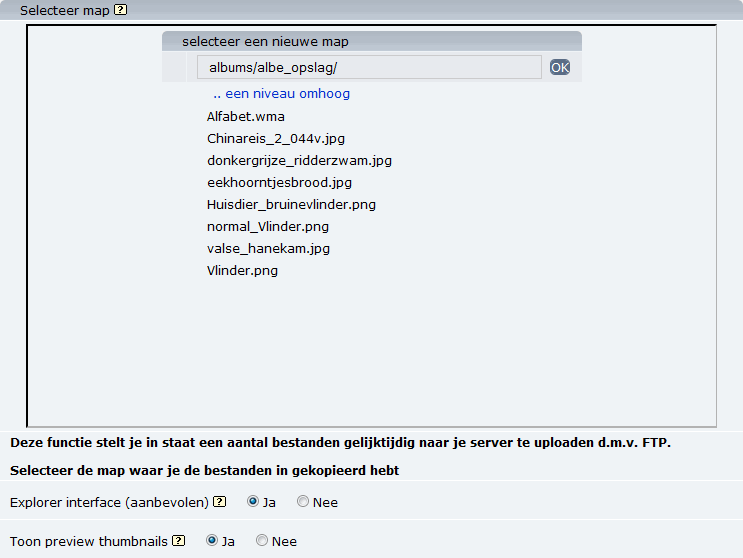 Selecteer map ?
selecteer een nieuwe map
albums/albe_opslag/ OK
.. een niveau omhoog
Alfabet.wma
Chinareis_2_044v.jpg
donkergrijze_ridderzwam.jpg
eekhoorntjesbrood.jpg
Huisdier_bruinevlinder.png
normal_Vlinder.png
valse_hanekam.jpg
Vlinder.png
Deze functie stelt je in staat een aantal bestanden gelijktijdig naar je server te uploaden d.m.v. FTP.
Selecteer de map waar je de bestanden in gekopieerd hebt
Explorer interface (aanbevolen) ? Ja Nee
Toon preview thumbnails ? Ja Nee